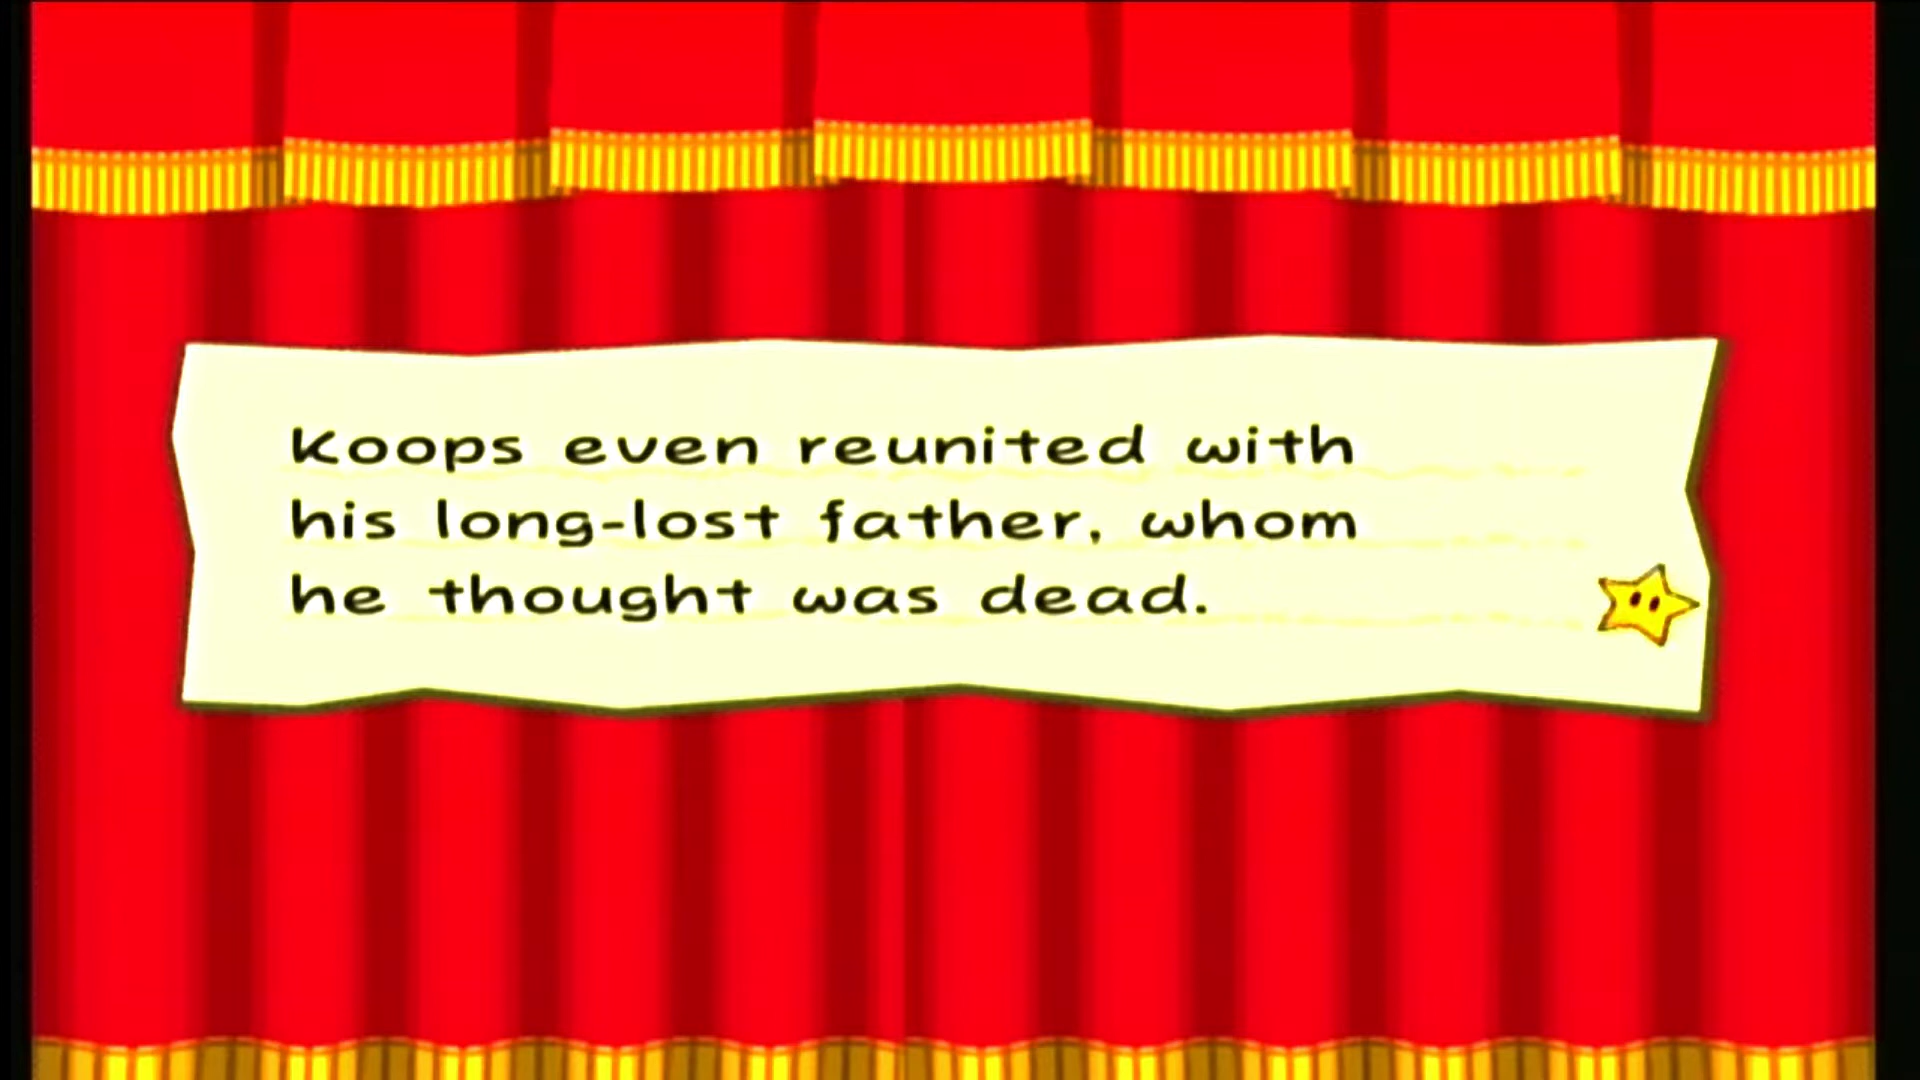 Koops even reunited with
his long-lost father, whom
he thought was dead.